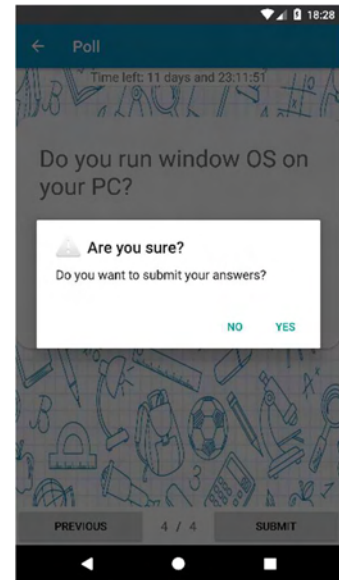 18:28
Poll
Time left: 11 days and 23:11:51
Do you run window OS on
your PC?
Are you sure?
Do you want to submit your answers?
NO YES
PREVIOUS 4 / 4 SUBMIT